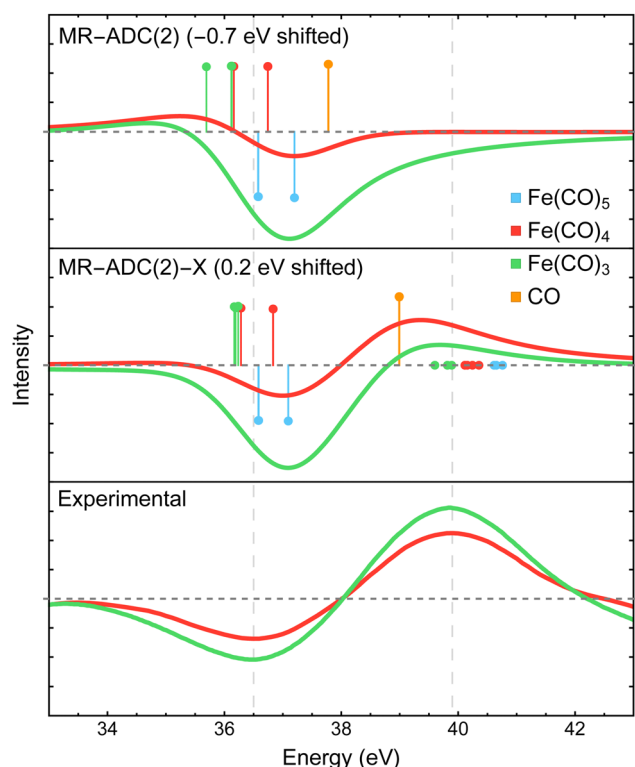 MR−ADC(2) (−0.7 eV shifted)
Fe(CO)₅
Fe(CO)₄
Fe(CO)₃
CO
MR−ADC(2)−X (0.2 eV shifted)
Intensity
Experimental
34 36 38 40 42
Energy (eV)